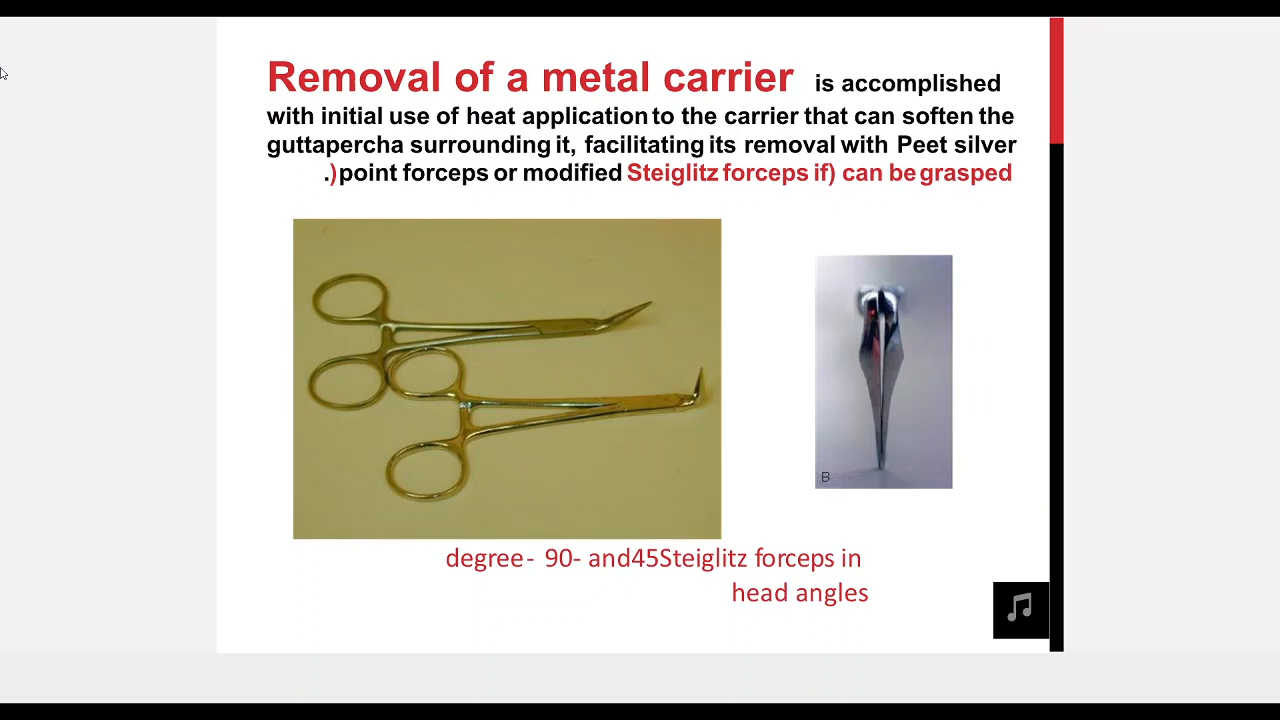 Removal of a metal carrier is accomplished
with initial use of heat application to the carrier that can soften the
guttapercha surrounding it, facilitating its removal with Peet silver
.)point forceps or modified Steiglitz forceps if) can be grasped
B
degree- 90- and45Steiglitz forceps in
head angles